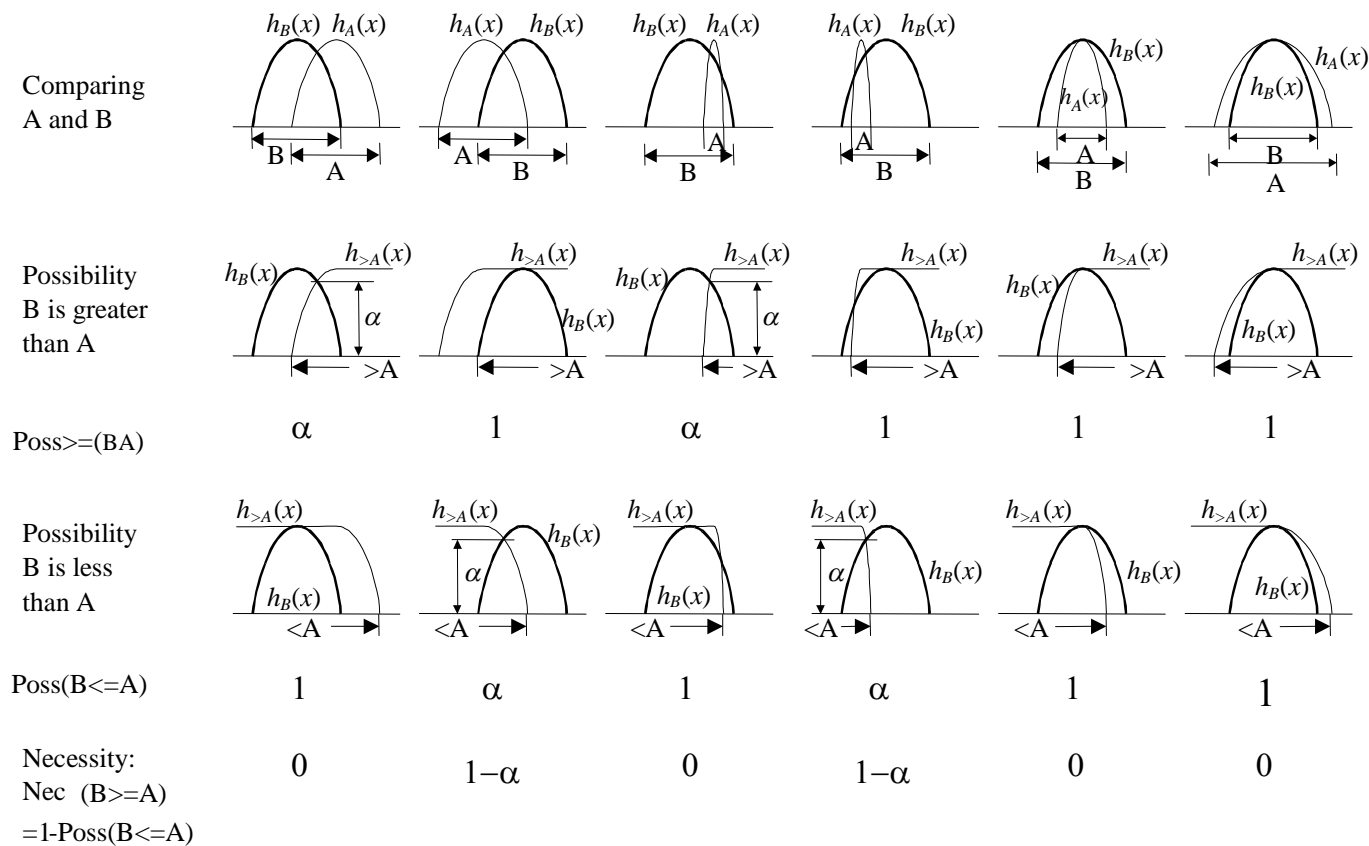 h_B(x) h_A(x) h_A(x) h_B(x) h_B(x) h_A(x) h_A(x) h_B(x) h_B(x) h_A(x)
Comparing
A and B
h_A(x) h_B(x)
B A A B A B A B A B B A
Possibility
B is greater
than A
h_B(x) h_{>A}(x) h_{>A}(x) h_B(x) h_B(x) h_{>A}(x) h_{>A}(x) h_B(x) h_B(x) h_{>A}(x) h_{>A}(x) h_B(x)
α α
>A >A >A >A >A >A
Poss>=(BA) α 1 α 1 1 1
Possibility
B is less
than A
h_{>A}(x) h_B(x) h_{>A}(x) h_B(x) h_{>A}(x) h_B(x) h_{>A}(x) h_B(x) h_{>A}(x) h_B(x) h_{>A}(x) h_B(x)
α α
<A <A <A <A <A <A
Poss(B<=A) 1 α 1 α 1 1
Necessity:
Nec (B>=A) 0 1−α 0 1−α 0 0
=1-Poss(B<=A)